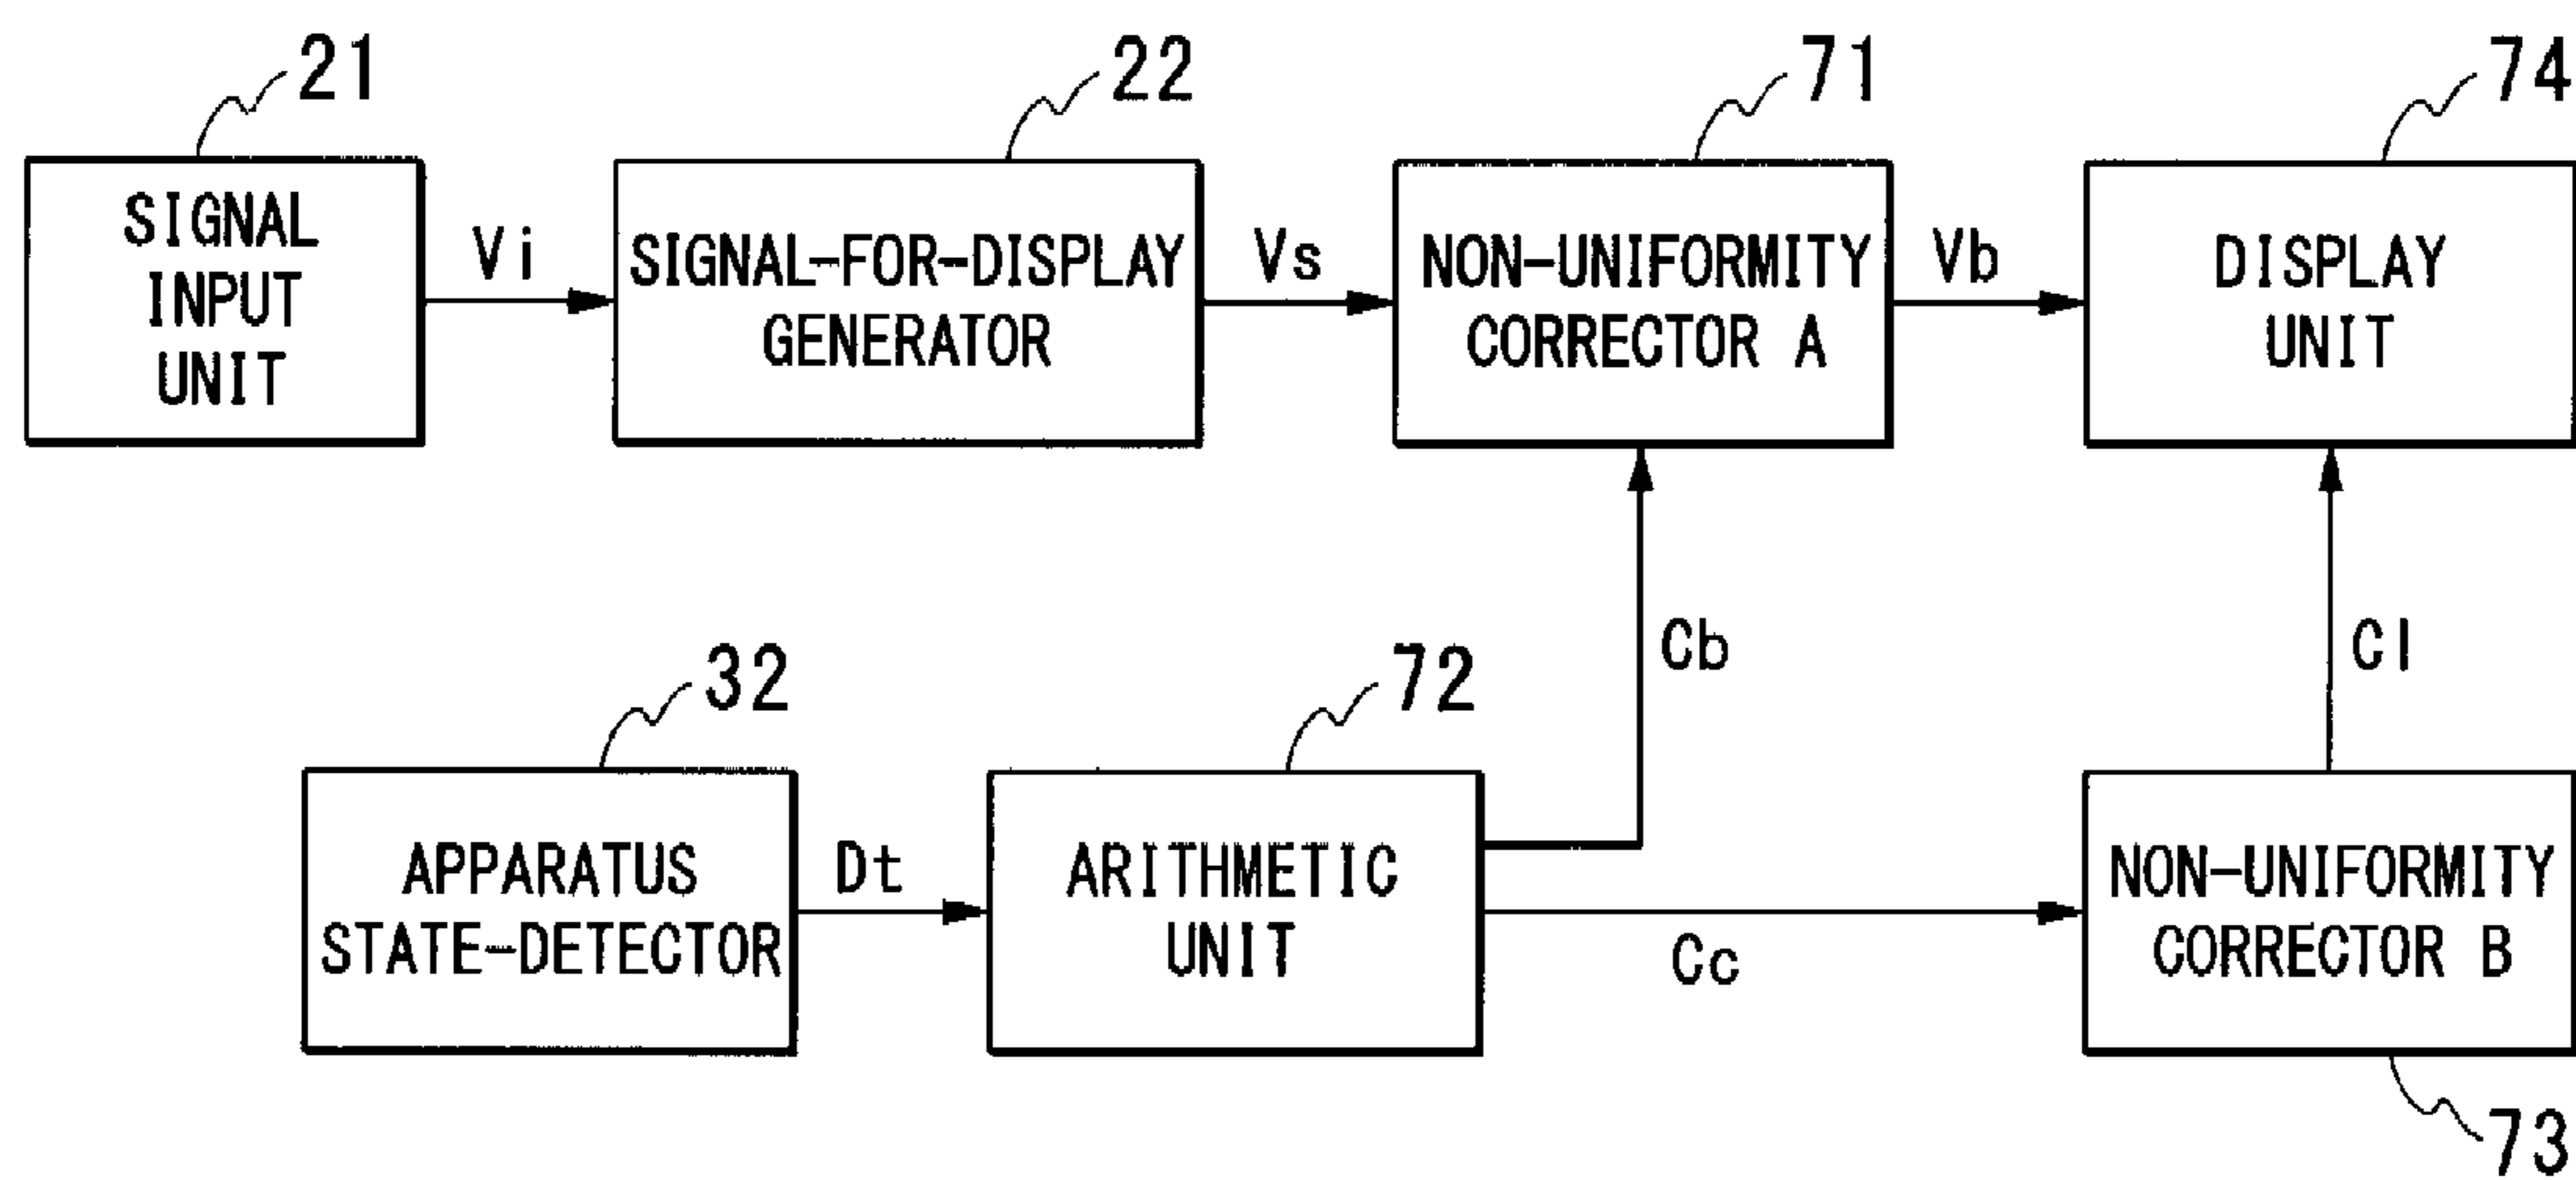 21
22
71
74
SIGNAL
INPUT
UNIT
Vi
SIGNAL-FOR-DISPLAY
GENERATOR
Vs
NON-UNIFORMITY
CORRECTOR A
Vb
DISPLAY
UNIT
Cb
Cl
32
72
APPARATUS
STATE-DETECTOR
Dt
ARITHMETIC
UNIT
Cc
NON-UNIFORMITY
CORRECTOR B
73